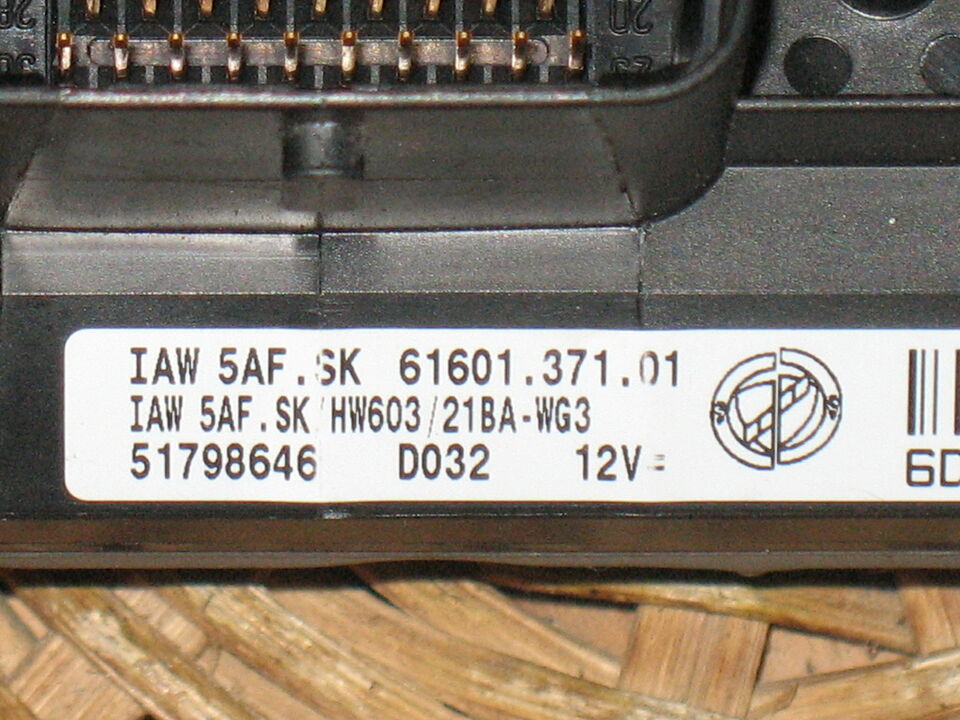 IAW 5AF.SK 61601.371.01
IAW 5AF.SK/HW603/21BA-WG3
51798646 D032 12V=